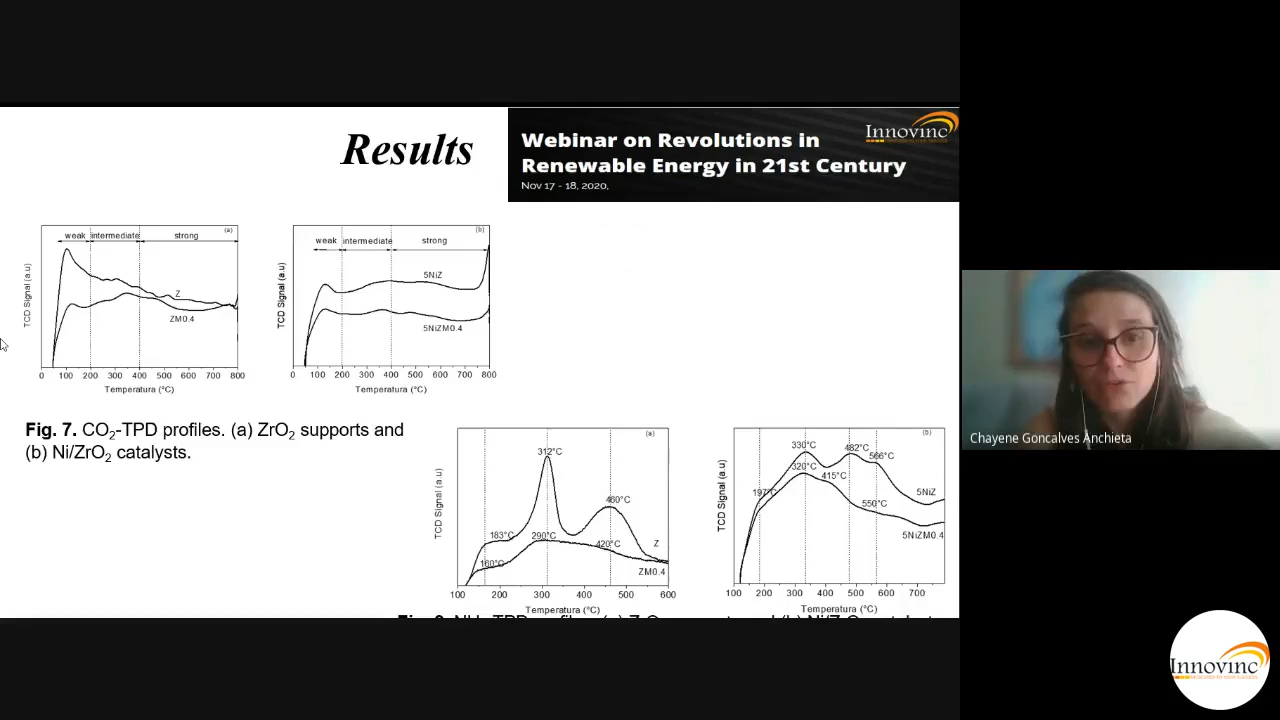 Results
Webinar on Revolutions in
Renewable Energy in 21st Century
Nov 17 - 18, 2020,
Innovinc
(a)
weak intermediate strong
TCD Signal (a.u)
Z
ZM0.4
0 100 200 300 400 500 600 700 800
Temperatura (°C)
(b)
weak intermediate strong
TCD Signal (a.u)
5NiZ
5NiZM0.4
0 100 200 300 400 500 600 700 800
Temperatura (°C)
Fig. 7. CO₂-TPD profiles. (a) ZrO₂ supports and
(b) Ni/ZrO₂ catalysts.
(a)
TCD Signal (a.u)
312°C
460°C
183°C
290°C
420°C
160°C
Z
ZM0.4
100 200 300 400 500 600
Temperatura (°C)
(b)
TCD Signal (a.u)
330°C
482°C
566°C
320°C
415°C
197°C
550°C
5NiZ
5NiZM0.4
100 200 300 400 500 600 700
Temperatura (°C)
Chayene Goncalves Anchieta
Innovinc